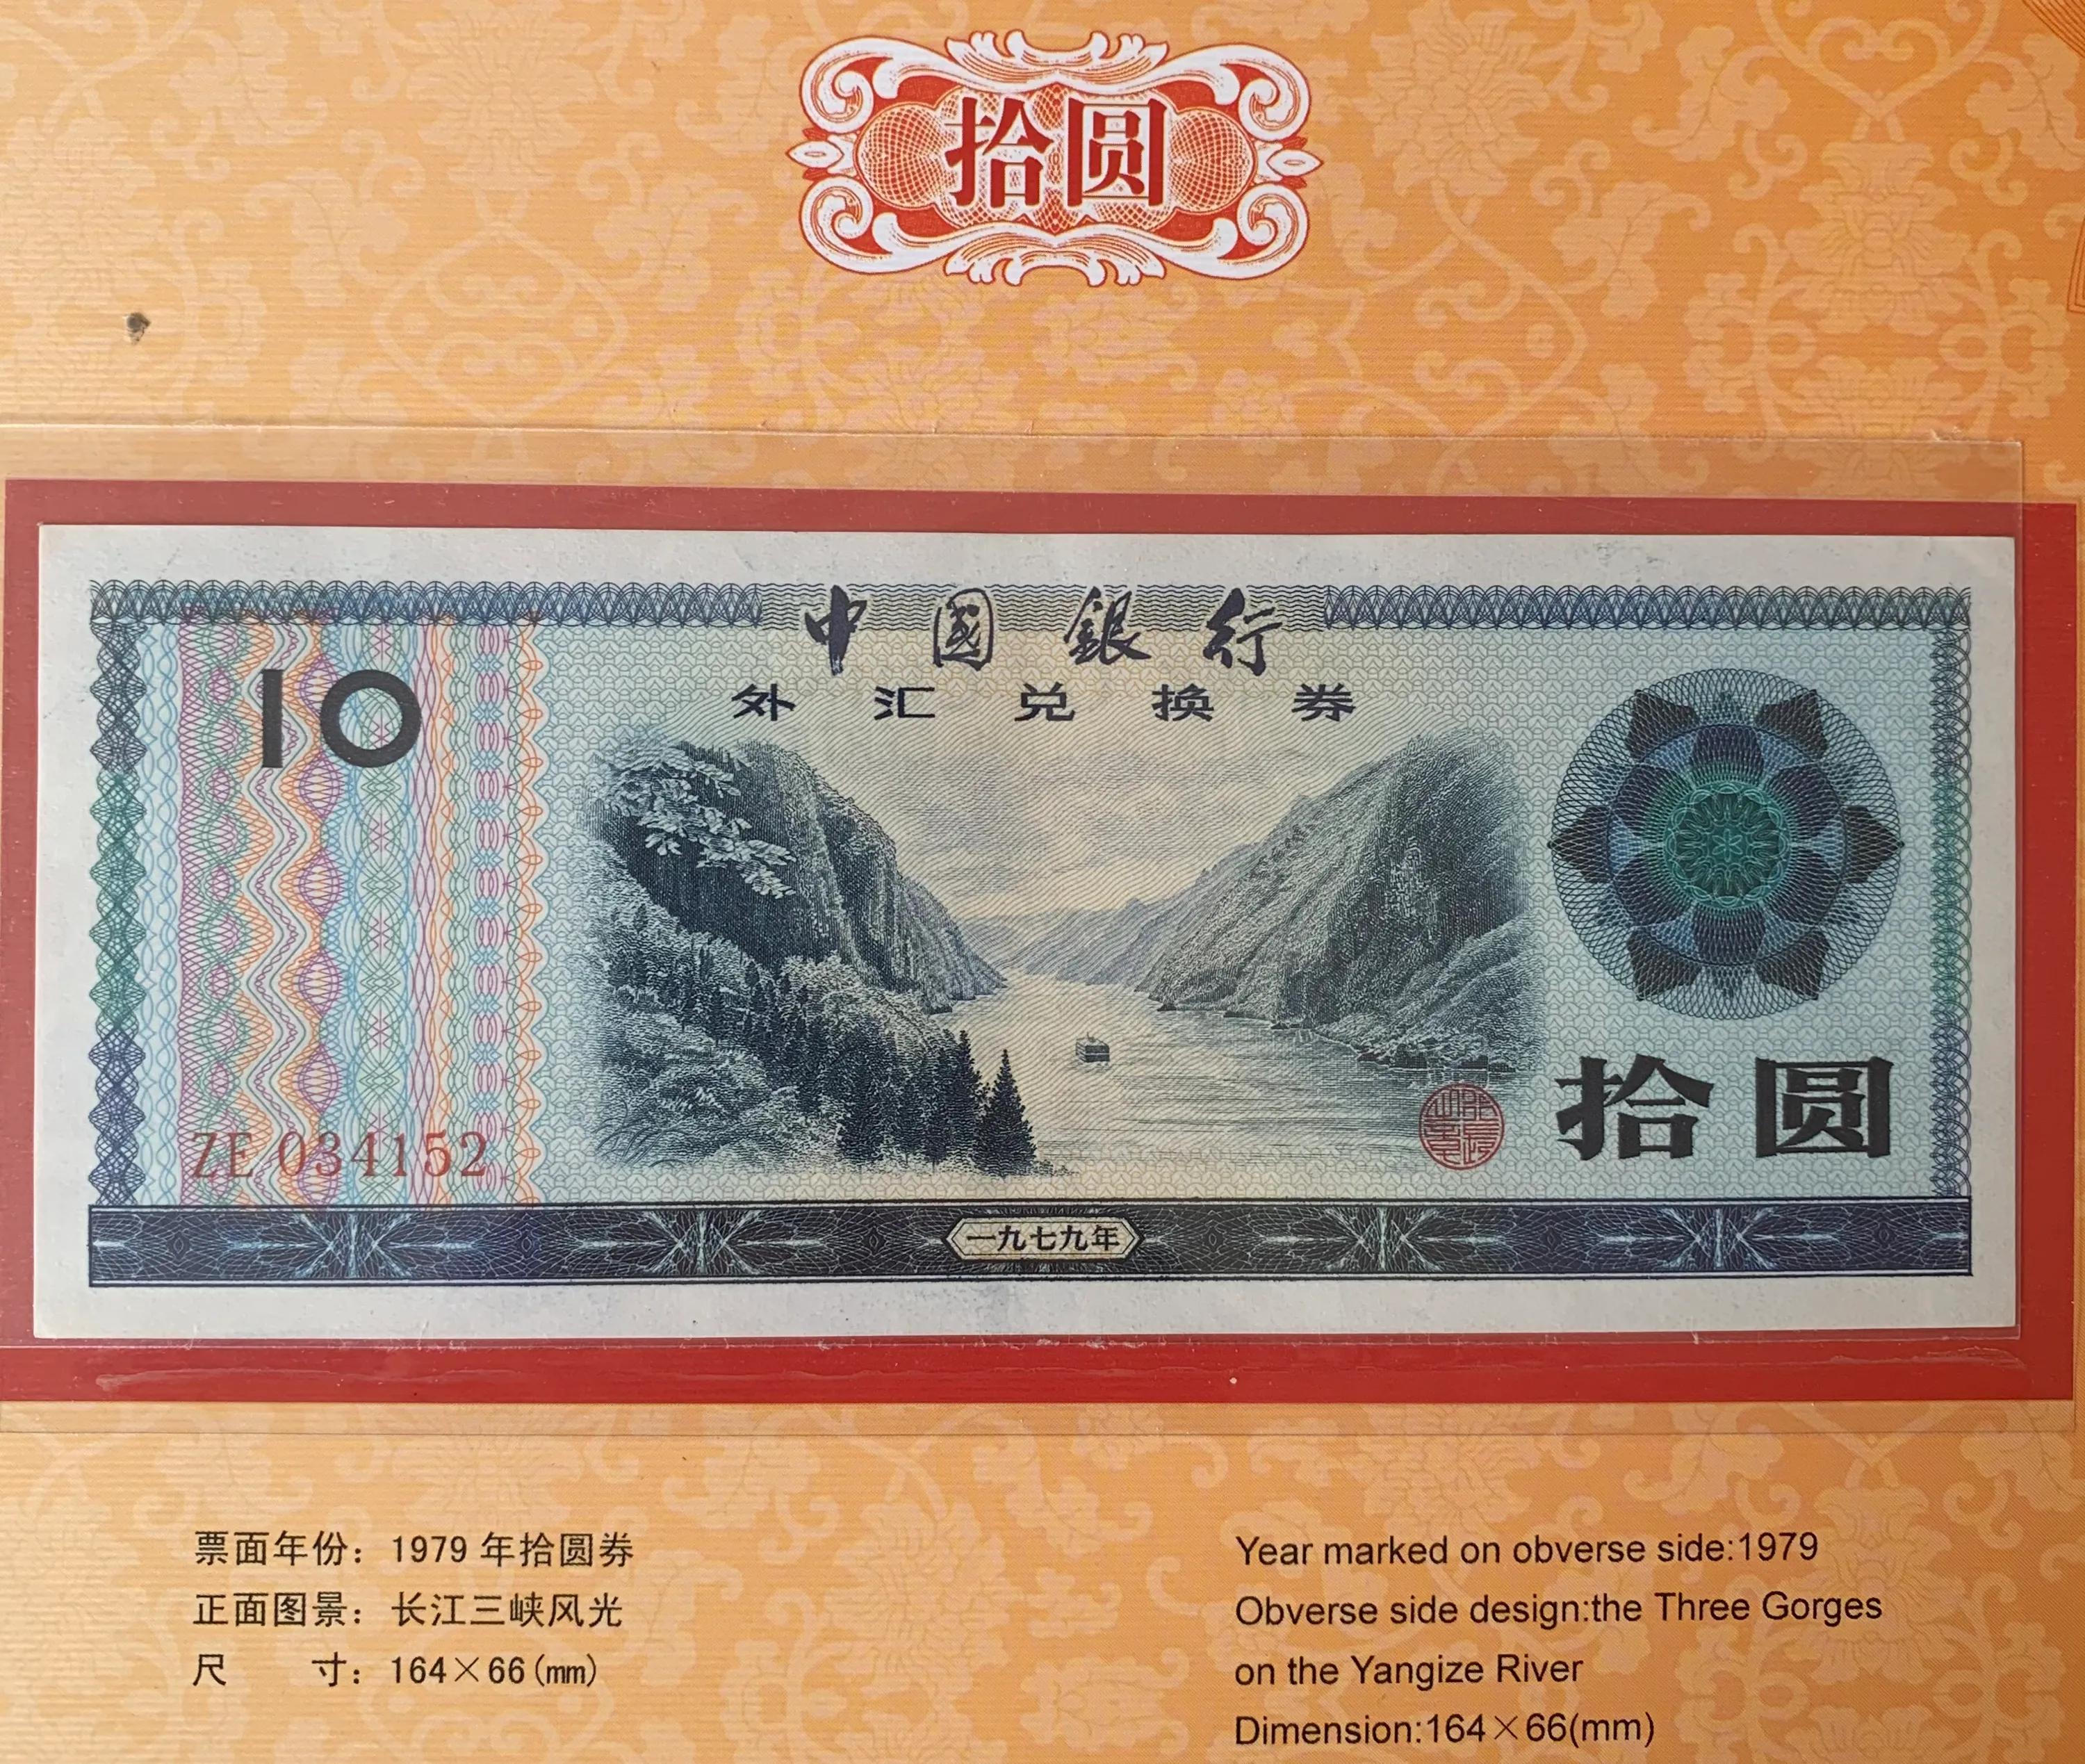 拾圆
中國銀行
外汇兑换券
10
ZE 034152
拾圆
一九七九年
票面年份：1979 年拾圆券
正面图景：长江三峡风光
尺 寸：164×66(mm)
Year marked on obverse side:1979
Obverse side design:the Three Gorges
on the Yangize River
Dimension:164×66(mm)